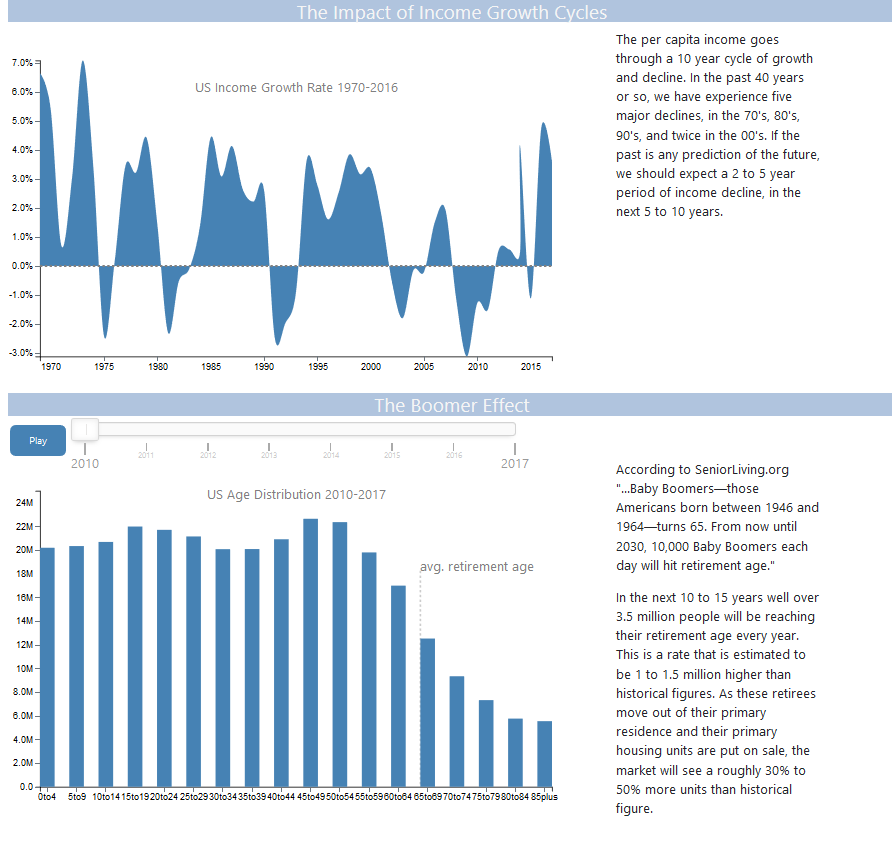 The Impact of Income Growth Cycles
US Income Growth Rate 1970-2016
7.0%
6.0%
5.0%
4.0%
3.0%
2.0%
1.0%
0.0%
-1.0%
-2.0%
-3.0%
1970 1975 1980 1985 1990 1995 2000 2005 2010 2015
The per capita income goes
through a 10 year cycle of growth
and decline. In the past 40 years
or so, we have experience five
major declines, in the 70's, 80's,
90's, and twice in the 00's. If the
past is any prediction of the future,
we should expect a 2 to 5 year
period of income decline, in the
next 5 to 10 years.
The Boomer Effect
Play
2010 2011 2012 2013 2014 2015 2016 2017
US Age Distribution 2010-2017
24M
22M
20M
18M
16M
14M
12M
10M
8.0M
6.0M
4.0M
2.0M
0.0
avg. retirement age
0to4 5to9 10to14 15to19 20to24 25to29 30to34 35to39 40to44 45to49 50to54 55to59 60to64 65to69 70to74 75to79 80to84 85plus
According to SeniorLiving.org
"...Baby Boomers—those
Americans born between 1946 and
1964—turns 65. From now until
2030, 10,000 Baby Boomers each
day will hit retirement age."
In the next 10 to 15 years well over
3.5 million people will be reaching
their retirement age every year.
This is a rate that is estimated to
be 1 to 1.5 million higher than
historical figures. As these retirees
move out of their primary
residence and their primary
housing units are put on sale, the
market will see a roughly 30% to
50% more units than historical
figure.